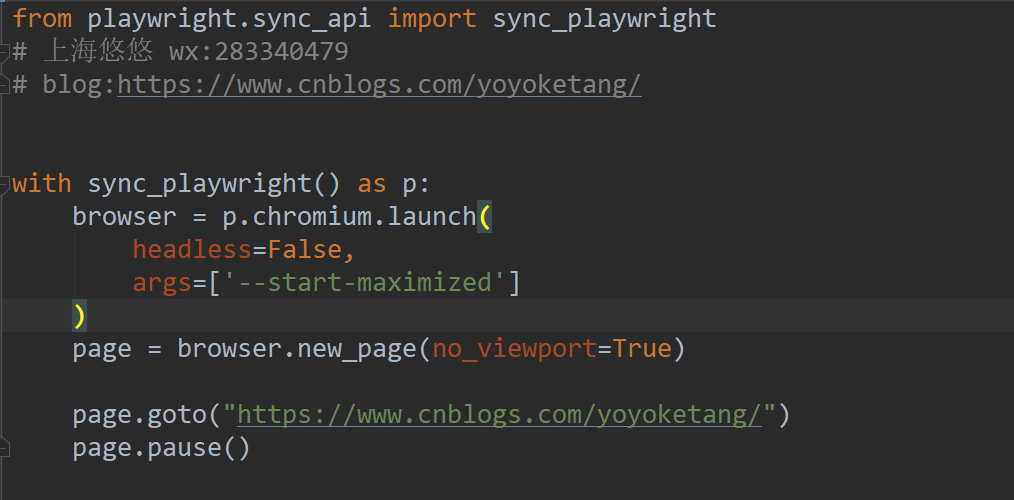 from playwright.sync_api import sync_playwright
# 上海悠悠 wx:283340479
# blog:https://www.cnblogs.com/yoyoketang/
with sync_playwright() as p:
    browser = p.chromium.launch(
        headless=False,
        args=['--start-maximized']
    )
    page = browser.new_page(no_viewport=True)
    page.goto("https://www.cnblogs.com/yoyoketang/")
    page.pause()